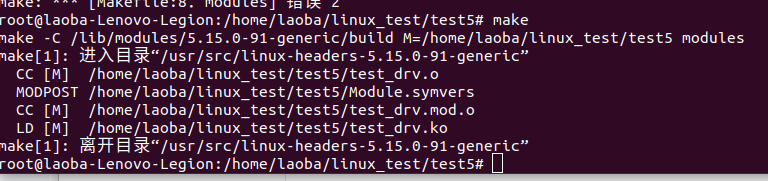 make: *** [Makefile:8: Modules] 错误 2
root@laoba-Lenovo-Legion:/home/laoba/linux_test/test5# make
make -C /lib/modules/5.15.0-91-generic/build M=/home/laoba/linux_test/test5 modules
make[1]: 进入目录“/usr/src/linux-headers-5.15.0-91-generic”
  CC [M]  /home/laoba/linux_test/test5/test_drv.o
  MODPOST /home/laoba/linux_test/test5/Module.symvers
  CC [M]  /home/laoba/linux_test/test5/test_drv.mod.o
  LD [M]  /home/laoba/linux_test/test5/test_drv.ko
make[1]: 离开目录“/usr/src/linux-headers-5.15.0-91-generic”
root@laoba-Lenovo-Legion:/home/laoba/linux_test/test5#